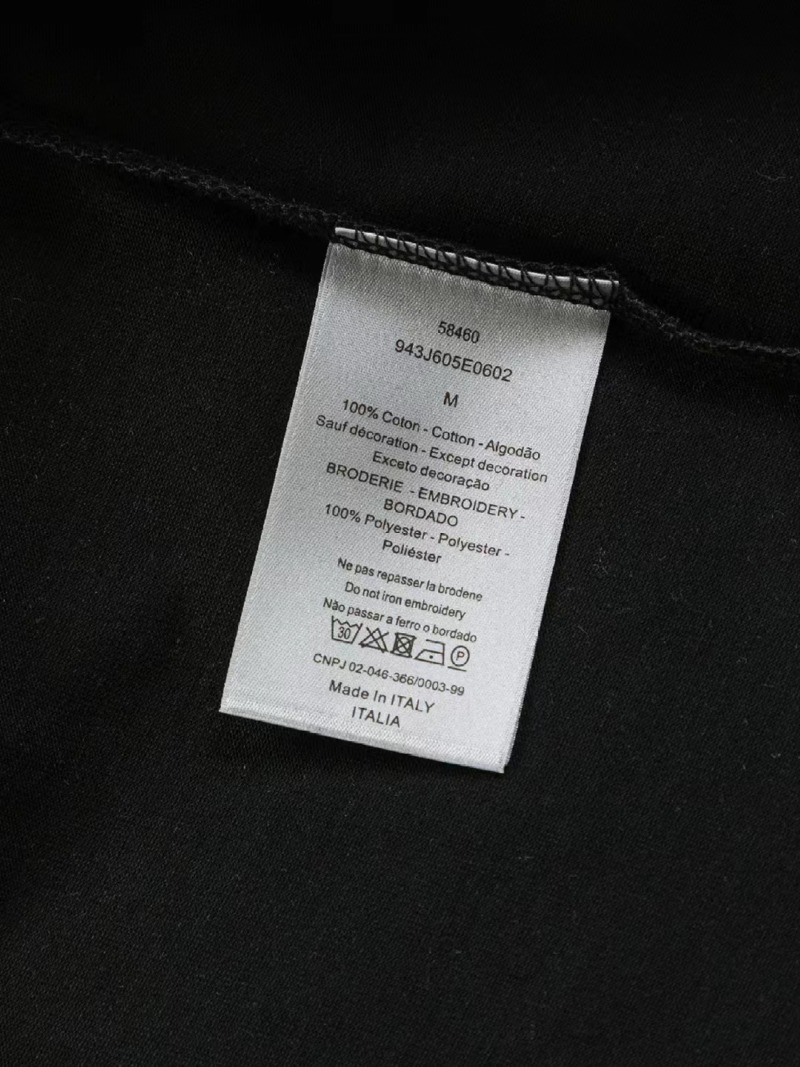 58460
943J605E0602
M
100% Coton - Cotton - Algodão
Sauf décoration - Except decoration
Exceto decoração
BRODERIE - EMBROIDERY -
BORDADO
100% Polyester - Polyester -
Poliéster
Ne pas repasser la brodene
Do not iron embroidery
Não passar a ferro o bordado
30 P
CNPJ 02-046-366/0003-99
Made In ITALY
ITALIA